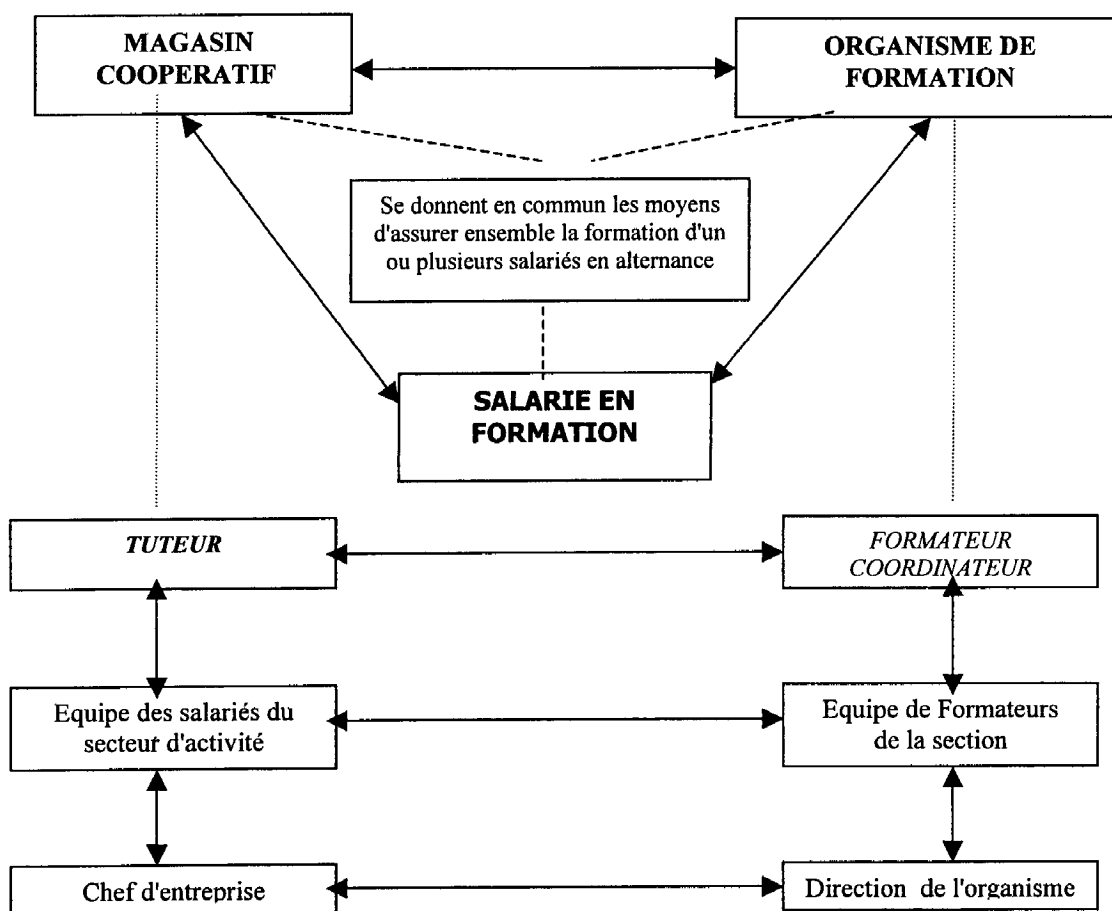 MAGASIN
COOPERATIF
ORGANISME DE
FORMATION
Se donnent en commun les moyens
d'assurer ensemble la formation d'un
ou plusieurs salariés en alternance
SALARIE EN
FORMATION
TUTEUR
FORMATEUR
COORDINATEUR
Equipe des salariés du
secteur d'activité
Equipe de Formateurs
de la section
Chef d'entreprise
Direction de l'organisme